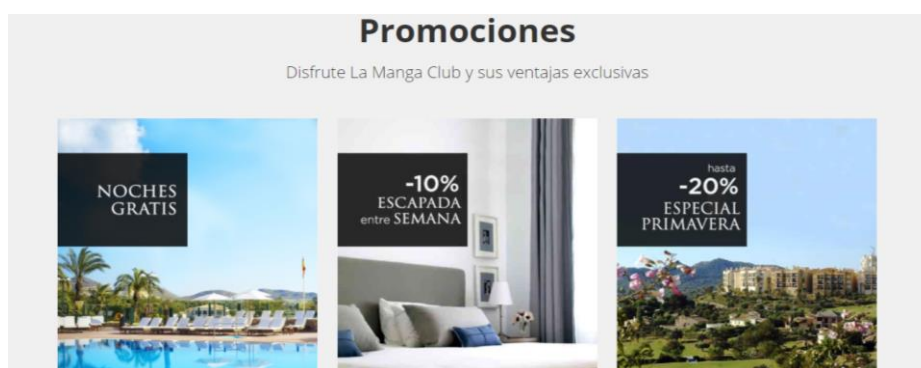 Promociones
Disfrute La Manga Club y sus ventajas exclusivas
NOCHES
GRATIS
-10%
ESCAPADA
entre SEMANA
hasta
-20%
ESPECIAL
PRIMAVERA